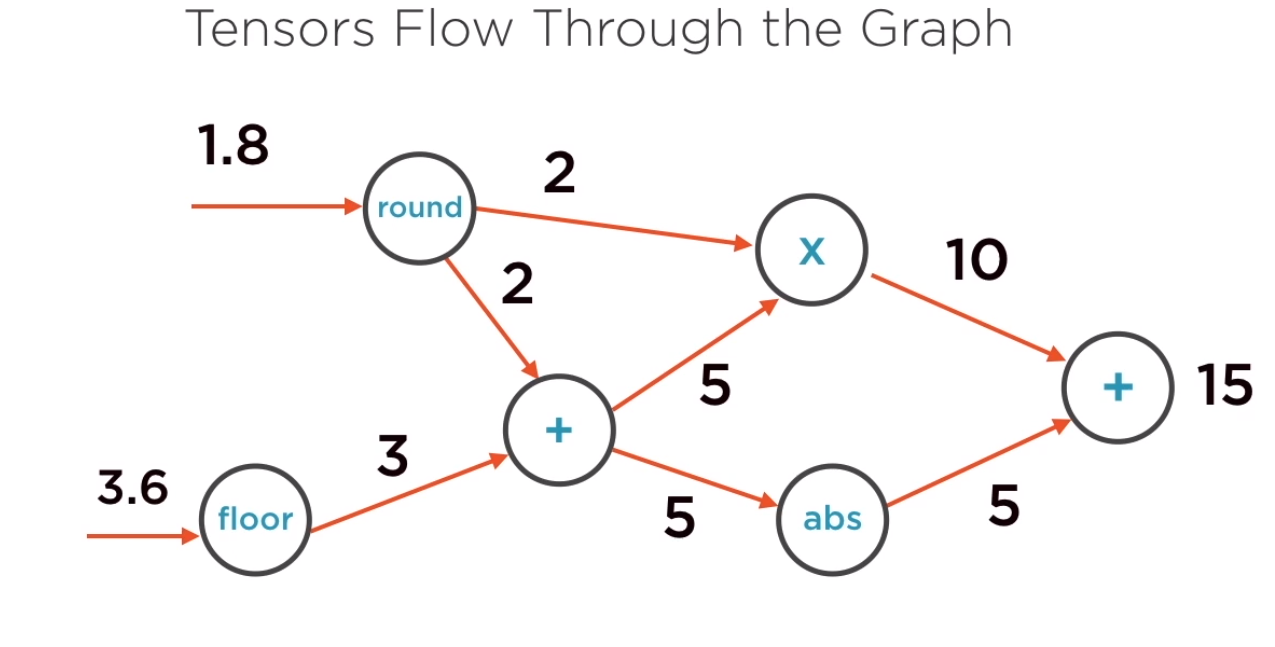 Tensors Flow Through the Graph
1.8
round
2
2
x
10
+
15
5
+
3
3.6
floor
5
abs
5